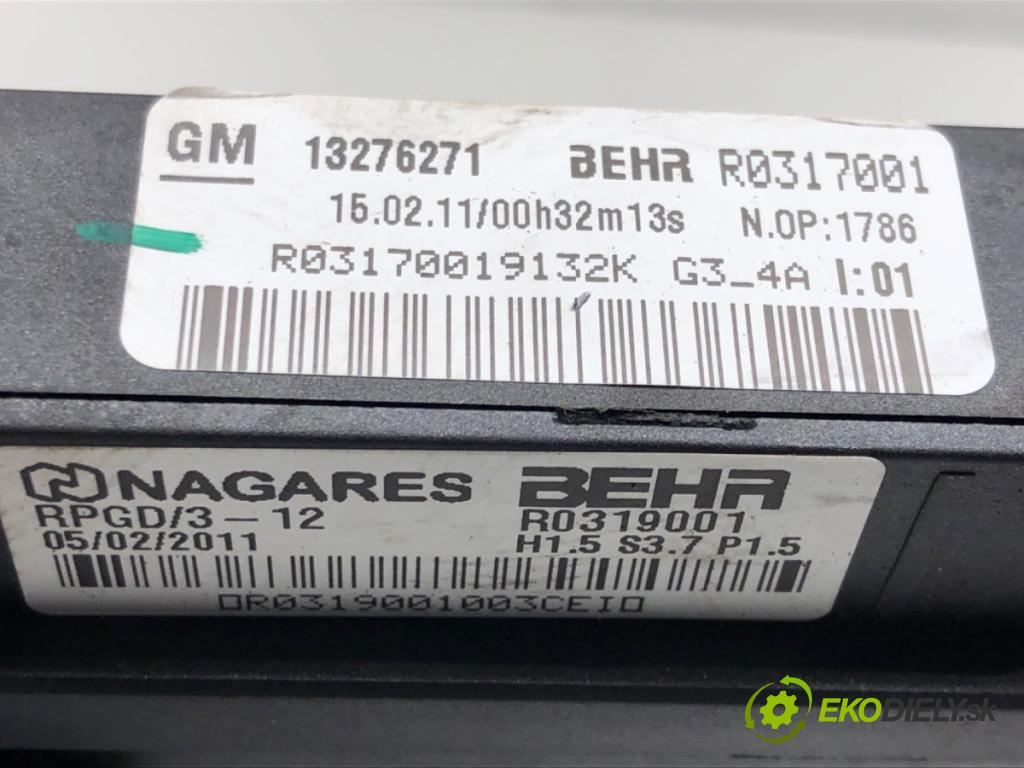 GM 13276271 BEHR R0317001
15.02.11/00h32m13s N.OP:1786
R03170019132K G3_4A I:01
NAGARES BEHR
RPGD/3-12 R0319001
05/02/2011 H1.5 S3.7 P1.5
R0319001003CEI
EKODIELY.sk